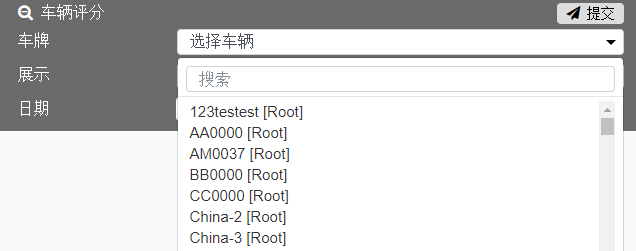 车辆评分
提交
车牌
选择车辆
展示
搜索
日期
123testest [Root]
AA0000 [Root]
AM0037 [Root]
BB0000 [Root]
CC0000 [Root]
China-2 [Root]
China-3 [Root]